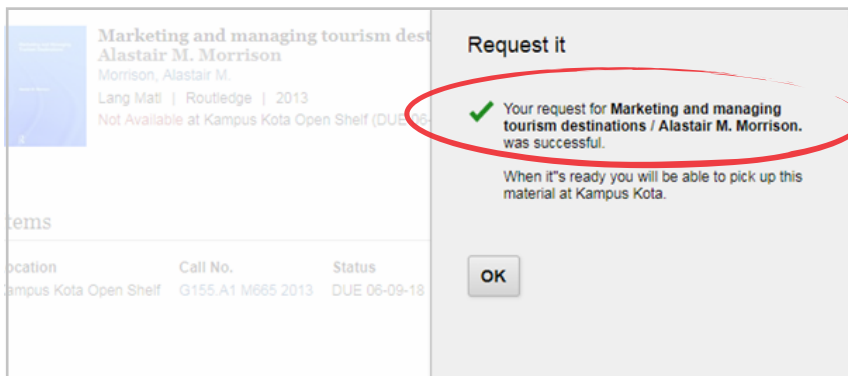 Marketing and managing tourism dest
Alastair M. Morrison
Morrison, Alastair M.
Lang Matl | Routledge | 2013
Not Available at Kampus Kota Open Shelf (DUE 06-
tems
ocation Call No. Status
ampus Kota Open Shelf G155.A1 M665 2013 DUE 06-09-18
Request it
Your request for Marketing and managing
tourism destinations / Alastair M. Morrison.
was successful.
When it"s ready you will be able to pick up this
material at Kampus Kota.
OK